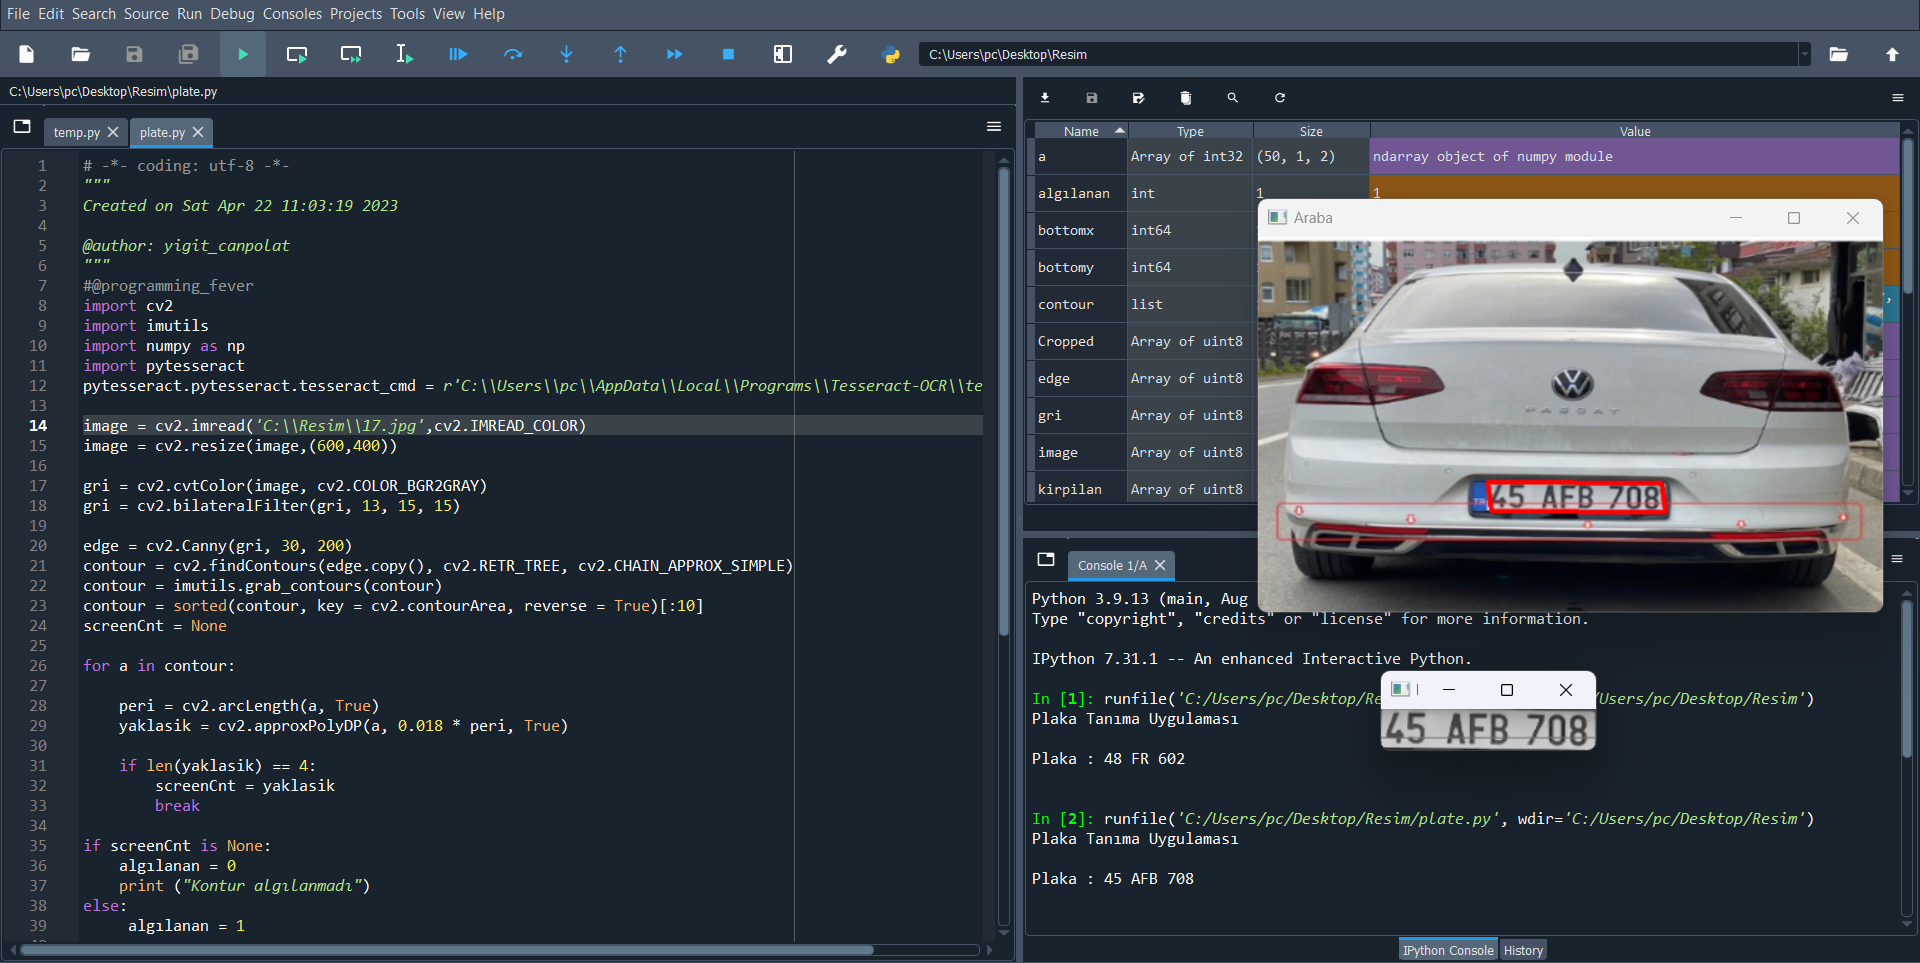 File Edit Search Source Run Debug Consoles Projects Tools View Help
C:\Users\pc\Desktop\Resim
C:\Users\pc\Desktop\Resim\plate.py
temp.py
plate.py
1 # -*- coding: utf-8 -*-
2 """
3 Created on Sat Apr 22 11:03:19 2023
4
5 @author: yigit_canpolat
6 """
7 #@programming_fever
8 import cv2
9 import imutils
10 import numpy as np
11 import pytesseract
12 pytesseract.pytesseract.tesseract_cmd = r'C:\\Users\\pc\\AppData\\Local\\Programs\\Tesseract-OCR\\te
13
14 image = cv2.imread('C:\\Resim\\17.jpg',cv2.IMREAD_COLOR)
15 image = cv2.resize(image,(600,400))
16
17 gri = cv2.cvtColor(image, cv2.COLOR_BGR2GRAY)
18 gri = cv2.bilateralFilter(gri, 13, 15, 15)
19
20 edge = cv2.Canny(gri, 30, 200)
21 contour = cv2.findContours(edge.copy(), cv2.RETR_TREE, cv2.CHAIN_APPROX_SIMPLE)
22 contour = imutils.grab_contours(contour)
23 contour = sorted(contour, key = cv2.contourArea, reverse = True)[:10]
24 screenCnt = None
25
26 for a in contour:
27
28     peri = cv2.arcLength(a, True)
29     yaklasik = cv2.approxPolyDP(a, 0.018 * peri, True)
30
31     if len(yaklasik) == 4:
32         screenCnt = yaklasik
33         break
34
35 if screenCnt is None:
36     algılanan = 0
37     print ("Kontur algılanmadı")
38 else:
39      algılanan = 1
Name Type Size Value
a Array of int32 (50, 1, 2) ndarray object of numpy module
algılanan int 1 1
bottomx int64
bottomy int64
contour list
Cropped Array of uint8
edge Array of uint8
gri Array of uint8
image Array of uint8
kirpilan Array of uint8
Araba
PASSAT
TR 45 AFB 708
Console 1/A
Python 3.9.13 (main, Aug
Type "copyright", "credits" or "license" for more information.
IPython 7.31.1 -- An enhanced Interactive Python.
In [1]: runfile('C:/Users/pc/Desktop/Re /Users/pc/Desktop/Resim')
Plaka Tanıma Uygulaması
45 AFB 708
Plaka : 48 FR 602
In [2]: runfile('C:/Users/pc/Desktop/Resim/plate.py', wdir='C:/Users/pc/Desktop/Resim')
Plaka Tanıma Uygulaması
Plaka : 45 AFB 708
IPython Console History